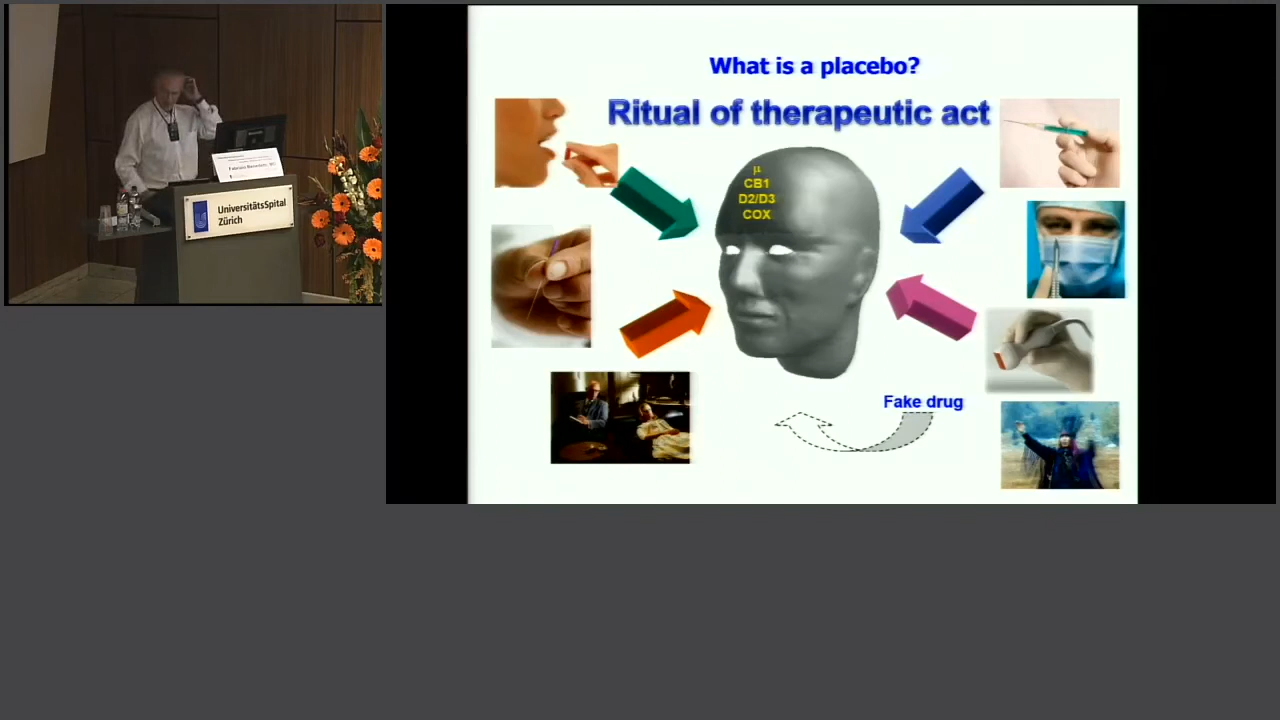 What is a placebo?
Ritual of therapeutic act
μ
CB1
D2/D3
COX
Fake drug
UniversitätsSpital
Zürich